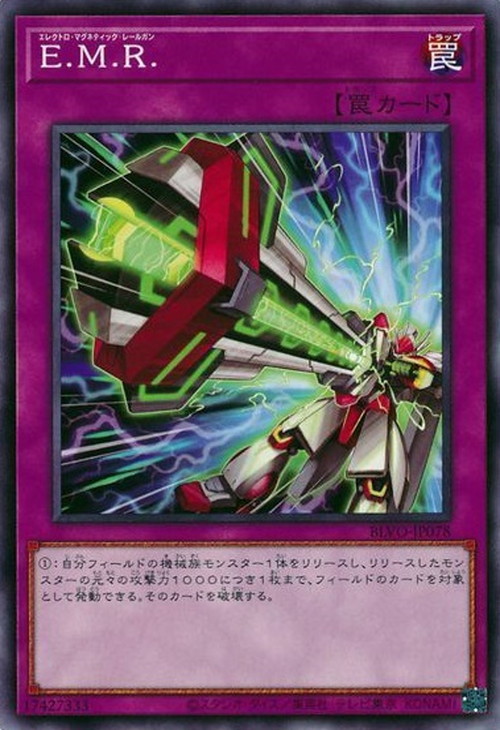 エレクトロ・マグネティック・レールガン
E.M.R.
トラップ
罠
【罠カード】
BLVO-JP078
①:自分フィールドの機械族モンスター1体をリリースし、リリースしたモン
スターの元々の攻撃力1000につき1枚まで、フィールドのカードを対象
として発動できる。そのカードを破壊する。
17427333
©スタジオ・ダイス/集英社 テレビ東京 KONAMI